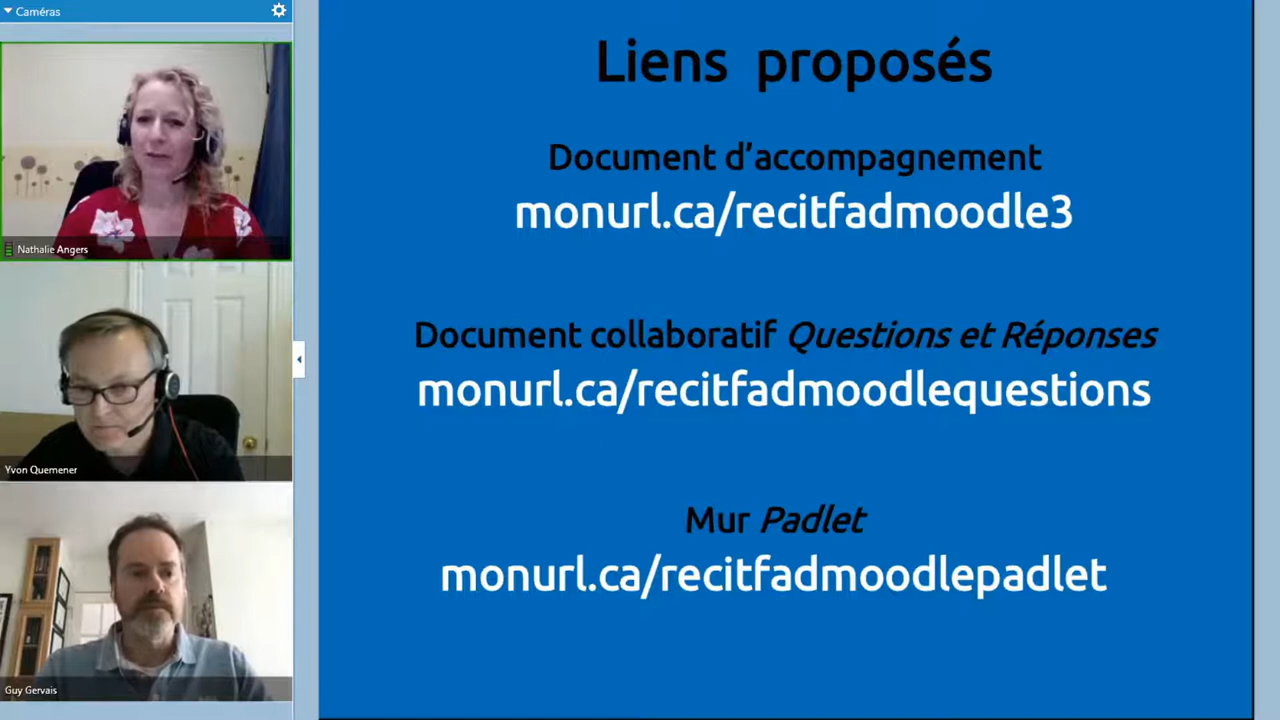 Caméras
Nathalie Angers
Yvon Quemener
Guy Gervais
Liens proposés
Document d’accompagnement
monurl.ca/recitfadmoodle3
Document collaboratif Questions et Réponses
monurl.ca/recitfadmoodlequestions
Mur Padlet
monurl.ca/recitfadmoodlepadlet